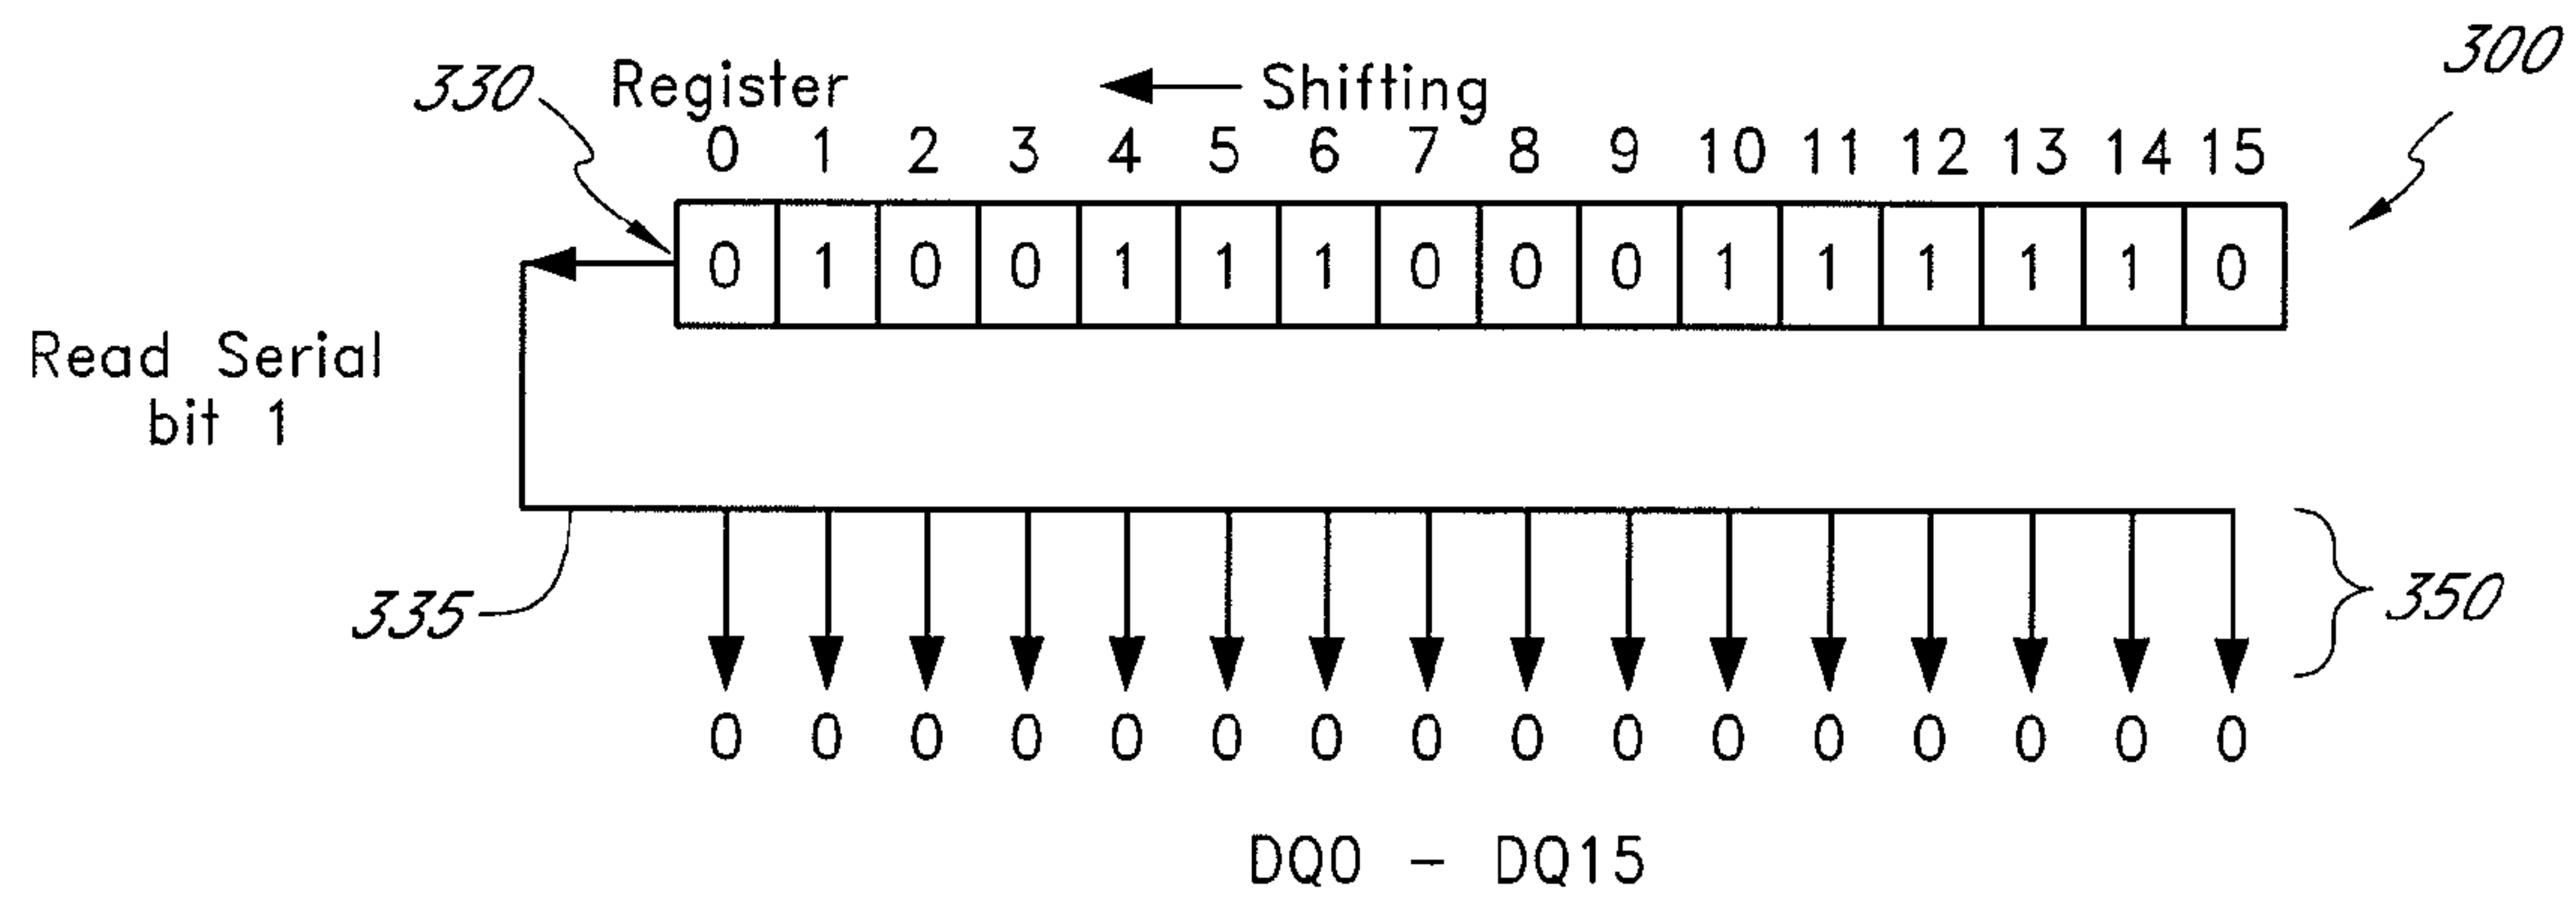 300
330 Register Shifting
0 1 2 3 4 5 6 7 8 9 10 11 12 13 14 15
0 1 0 0 1 1 1 0 0 0 1 1 1 1 1 0
Read Serial
bit 1
335
350
0 0 0 0 0 0 0 0 0 0 0 0 0 0 0 0
DQ0 - DQ15